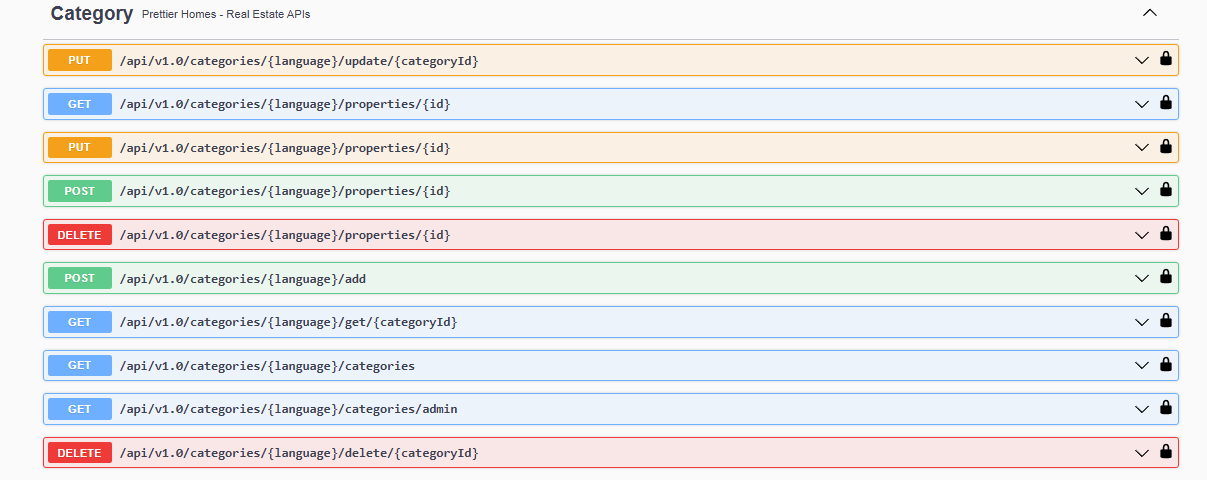 Category Prettier Homes - Real Estate APIs
PUT /api/v1.0/categories/{language}/update/{categoryId}
GET /api/v1.0/categories/{language}/properties/{id}
PUT /api/v1.0/categories/{language}/properties/{id}
POST /api/v1.0/categories/{language}/properties/{id}
DELETE /api/v1.0/categories/{language}/properties/{id}
POST /api/v1.0/categories/{language}/add
GET /api/v1.0/categories/{language}/get/{categoryId}
GET /api/v1.0/categories/{language}/categories
GET /api/v1.0/categories/{language}/categories/admin
DELETE /api/v1.0/categories/{language}/delete/{categoryId}